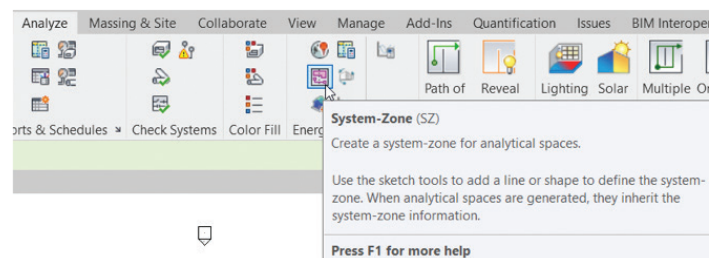 Analyze Massing & Site Collaborate View Manage Add-Ins Quantification Issues BIM Interoper
Path of Reveal Lighting Solar Multiple
orts & Schedules Check Systems Color Fill Energ
System-Zone (SZ)
Create a system-zone for analytical spaces.
Use the sketch tools to add a line or shape to define the system-
zone. When analytical spaces are generated, they inherit the
system-zone information.
Press F1 for more help